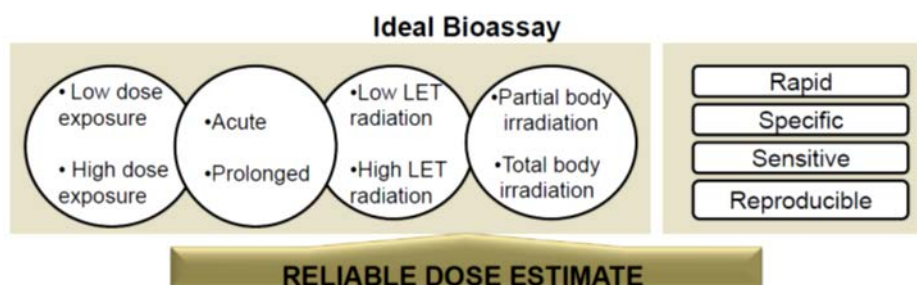 Ideal Bioassay
• Low dose
exposure
• High dose
exposure
•Acute
•Prolonged
•Low LET
radiation
•High LET
radiation
•Partial body
irradiation
•Total body
irradiation
Rapid
Specific
Sensitive
Reproducible
RELIABLE DOSE ESTIMATE